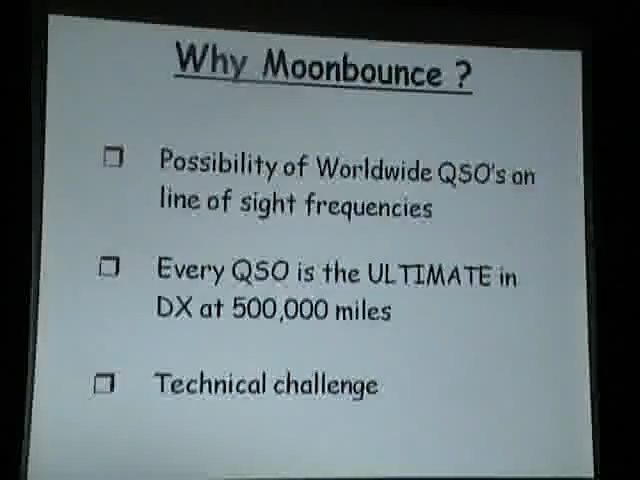 Why Moonbounce ?
❒ Possibility of Worldwide QSO's on
line of sight frequencies
❒ Every QSO is the ULTIMATE in
DX at 500,000 miles
❒ Technical challenge